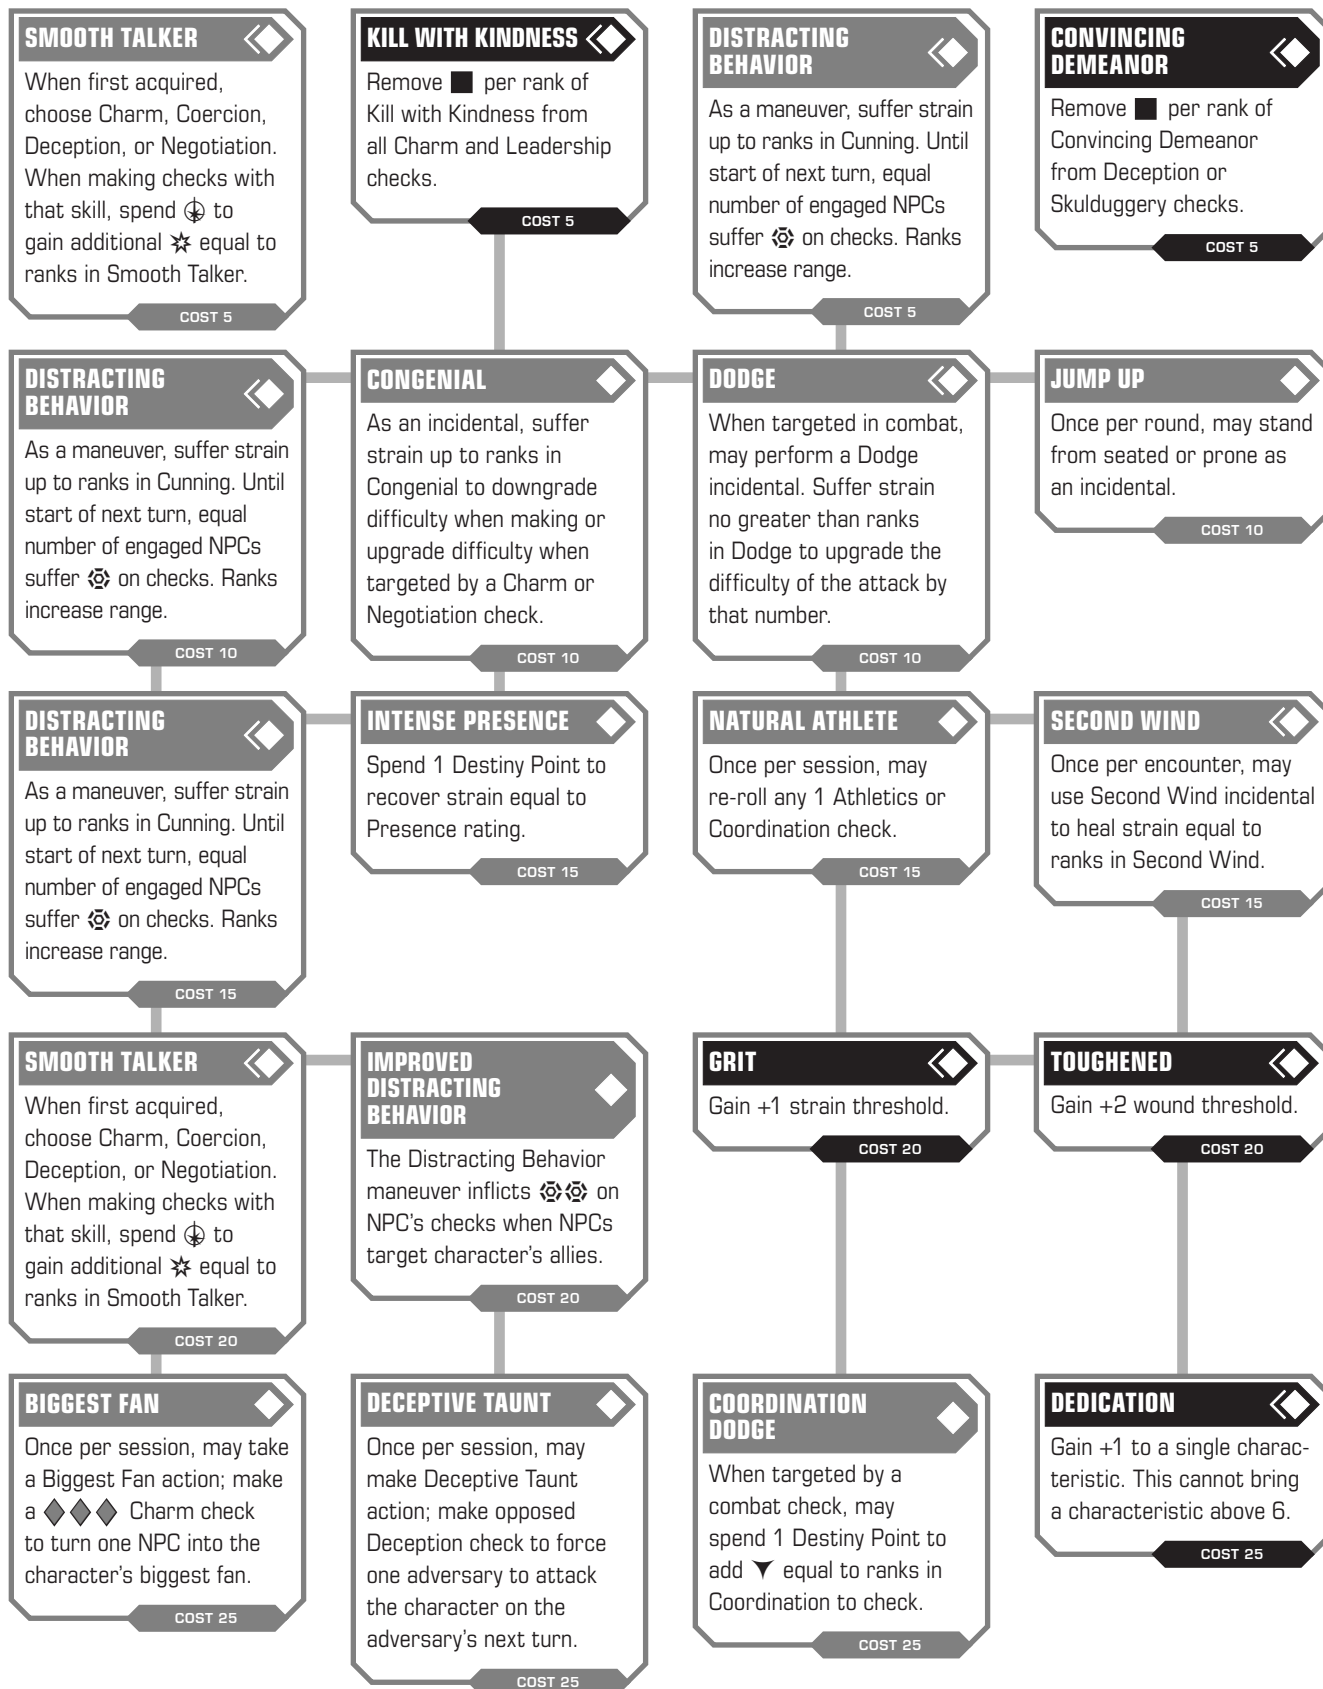 SMOOTH TALKER
When first acquired,
choose Charm, Coercion,
Deception, or Negotiation.
When making checks with
that skill, spend to
gain additional equal to
ranks in Smooth Talker.
COST 5
KILL WITH KINDNESS
Remove per rank of
Kill with Kindness from
all Charm and Leadership
checks.
COST 5
DISTRACTING
BEHAVIOR
As a maneuver, suffer strain
up to ranks in Cunning. Until
start of next turn, equal
number of engaged NPCs
suffer on checks. Ranks
increase range.
COST 5
CONVINCING
DEMEANOR
Remove per rank of
Convincing Demeanor
from Deception or
Skulduggery checks.
COST 5
DISTRACTING
BEHAVIOR
As a maneuver, suffer strain
up to ranks in Cunning. Until
start of next turn, equal
number of engaged NPCs
suffer on checks. Ranks
increase range.
COST 10
CONGENIAL
As an incidental, suffer
strain up to ranks in
Congenial to downgrade
difficulty when making or
upgrade difficulty when
targeted by a Charm or
Negotiation check.
COST 10
DODGE
When targeted in combat,
may perform a Dodge
incidental. Suffer strain
no greater than ranks
in Dodge to upgrade the
difficulty of the attack by
that number.
COST 10
JUMP UP
Once per round, may stand
from seated or prone as
an incidental.
COST 10
DISTRACTING
BEHAVIOR
As a maneuver, suffer strain
up to ranks in Cunning. Until
start of next turn, equal
number of engaged NPCs
suffer on checks. Ranks
increase range.
COST 15
INTENSE PRESENCE
Spend 1 Destiny Point to
recover strain equal to
Presence rating.
COST 15
NATURAL ATHLETE
Once per session, may
re-roll any 1 Athletics or
Coordination check.
COST 15
SECOND WIND
Once per encounter, may
use Second Wind incidental
to heal strain equal to
ranks in Second Wind.
COST 15
SMOOTH TALKER
When first acquired,
choose Charm, Coercion,
Deception, or Negotiation.
When making checks with
that skill, spend to
gain additional equal to
ranks in Smooth Talker.
COST 20
IMPROVED
DISTRACTING
BEHAVIOR
The Distracting Behavior
maneuver inflicts on
NPC's checks when NPCs
target character's allies.
COST 20
GRIT
Gain +1 strain threshold.
COST 20
TOUGHENED
Gain +2 wound threshold.
COST 20
BIGGEST FAN
Once per session, may take
a Biggest Fan action; make
a Charm check
to turn one NPC into the
character's biggest fan.
COST 25
DECEPTIVE TAUNT
Once per session, may
make Deceptive Taunt
action; make opposed
Deception check to force
one adversary to attack
the character on the
adversary's next turn.
COST 25
COORDINATION
DODGE
When targeted by a
combat check, may
spend 1 Destiny Point to
add equal to ranks in
Coordination to check.
COST 25
DEDICATION
Gain +1 to a single charac-
teristic. This cannot bring
a characteristic above 6.
COST 25